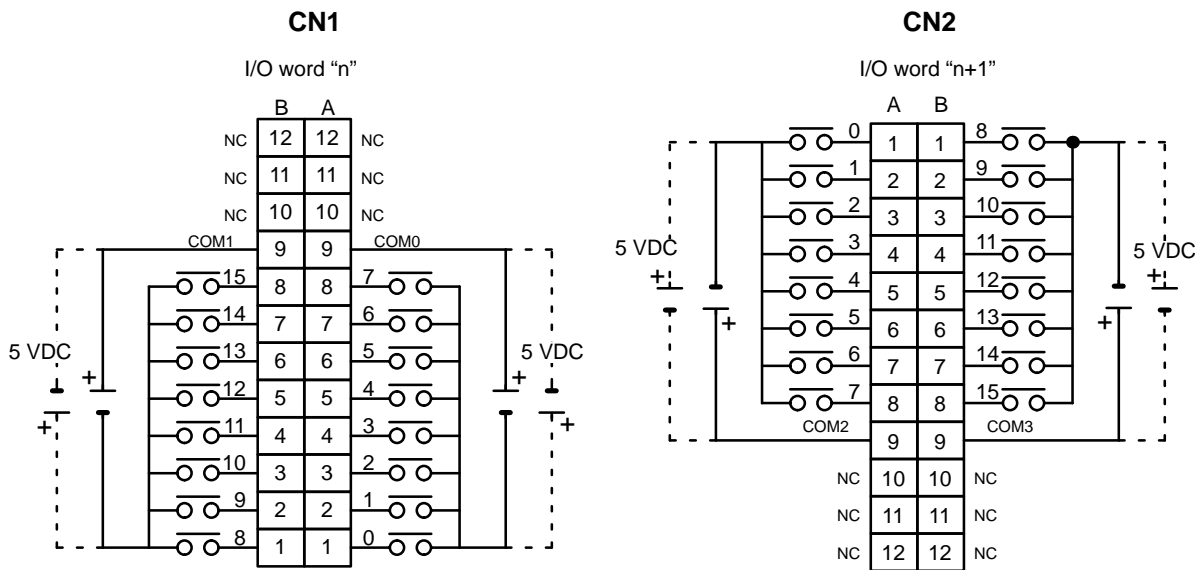 CN1
I/O word “n”
B A
NC 12 12 NC
NC 11 11 NC
NC 10 10 NC
COM1 9 9 COM0
15 8 8 7
14 7 7 6
13 6 6 5
5 VDC + + 5 VDC
12 5 5 4
+ +
11 4 4 3
10 3 3 2
9 2 2 1
8 1 1 0
CN2
I/O word “n+1”
A B
0 1 1 8
1 2 2 9
2 3 3 10
5 VDC 3 4 4 11 5 VDC
+ +
4 5 5 12
+ +
5 6 6 13
6 7 7 14
7 8 8 15
COM2 9 9 COM3
NC 10 10 NC
NC 11 11 NC
NC 12 12 NC